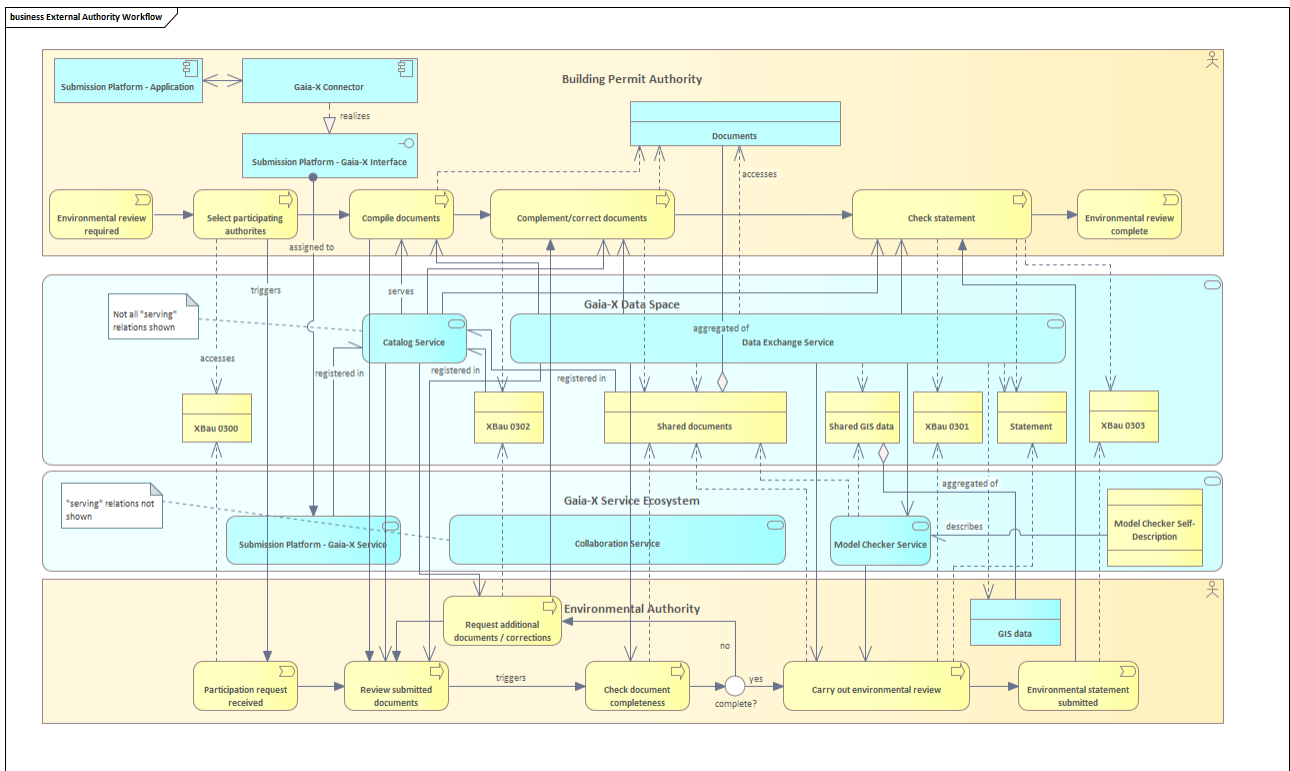 business External Authority Workflow
Building Permit Authority
Submission Platform - Application
Gaia-X Connector
realizes
Documents
Submission Platform - Gaia-X Interface
accesses
Environmental review
required
Select participating
authorites
Compile documents
Complement/correct documents
Check statement
Environmental review
complete
assigned to
triggers
serves
Gaia-X Data Space
Not all "serving"
relations shown
Catalog Service
aggregated of
Data Exchange Service
accesses
registered in
registered in
registered in
XBau 0300
XBau 0302
Shared documents
Shared GIS data
XBau 0301
Statement
XBau 0303
Gaia-X Service Ecosystem
"serving" relations not
shown
aggregated of
Submission Platform - Gaia-X Service
Collaboration Service
Model Checker Service
describes
Model Checker Self-
Description
Environmental Authority
Request additional
documents / corrections
GIS data
no
Participation request
received
Review submitted
documents
triggers
Check document
completeness
yes
complete?
Carry out environmental review
Environmental statement
submitted